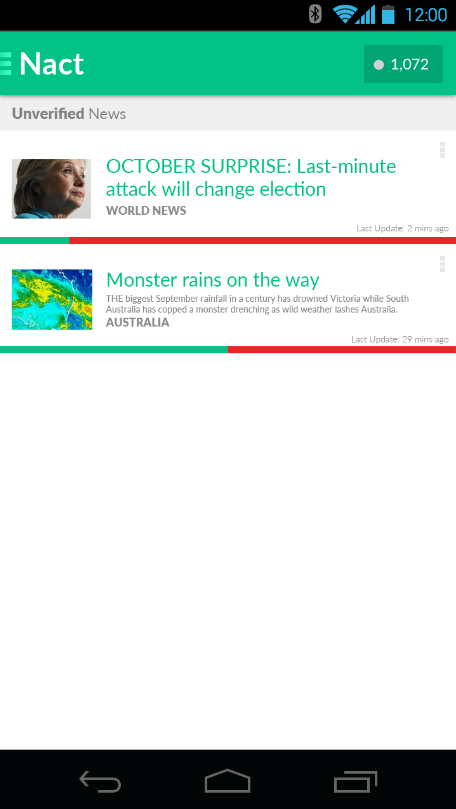 12:00
Nact
1,072
Unverified News
OCTOBER SURPRISE: Last-minute
attack will change election
WORLD NEWS
Last Update: 2 mins ago
Monster rains on the way
THE biggest September rainfall in a century has drowned Victoria while South
Australia has copped a monster drenching as wild weather lashes Australia.
AUSTRALIA
Last Update: 29 mins ago